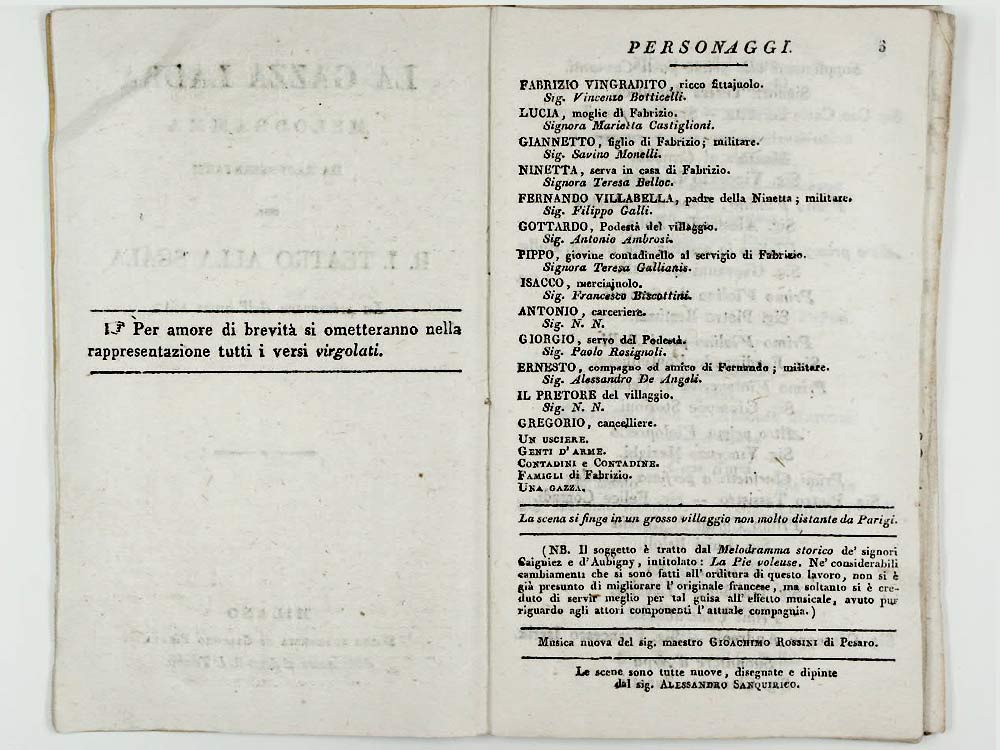 ☞ Per amore di brevità si ometteranno nella
rappresentazione tutti i versi virgolati.
PERSONAGGI. 3
FABRIZIO VINGRADITO, ricco fittajuolo.
Sig. Vincenzo Botticelli.
LUCIA, moglie di Fabrizio.
Signora Marietta Castiglioni.
GIANNETTO, figlio di Fabrizio; militare.
Sig. Savino Monelli.
NINETTA, serva in casa di Fabrizio.
Signora Teresa Belloc.
FERNANDO VILLABELLA, padre della Ninetta; militare.
Sig. Filippo Galli.
GOTTARDO, Podestà del villaggio.
Sig. Antonio Ambrosi.
PIPPO, giovine contadinello al servigio di Fabrizio.
Signora Teresa Gallianis.
ISACCO, merciajuolo.
Sig. Francesco Biscottini.
ANTONIO, carceriere.
Sig. N. N.
GIORGIO, servo del Podestà.
Sig. Paolo Rosignoli.
ERNESTO, compagno ed amico di Fernando; militare.
Sig. Alessandro De Angeli.
IL PRETORE del villaggio.
Sig. N. N.
GREGORIO, cancelliere.
UN USCIERE.
GENTI D'ARME.
CONTADINI e CONTADINE.
FAMIGLI di Fabrizio.
UNA GAZZA.
La scena si finge in un grosso villaggio non molto distante da Parigi.
(NB. Il soggetto è tratto dal Melodramma storico de' signori
Caigniez e d'Aubigny, intitolato: La Pie voleuse. Ne' considerabili
cambiamenti che si sono fatti all'orditura di questo lavoro, non si è
già presunto di migliorare l'originale francese, ma soltanto si è cre-
duto di servir meglio per tal guisa all'effetto musicale, avuto pur
riguardo agli attori componenti l'attuale compagnia.)
Musica nuova del sig. maestro GIOACHIMO ROSSINI di Pesaro.
Le scene sono tutte nuove, disegnate e dipinte
dal sig. ALESSANDRO SANQUIRICO.